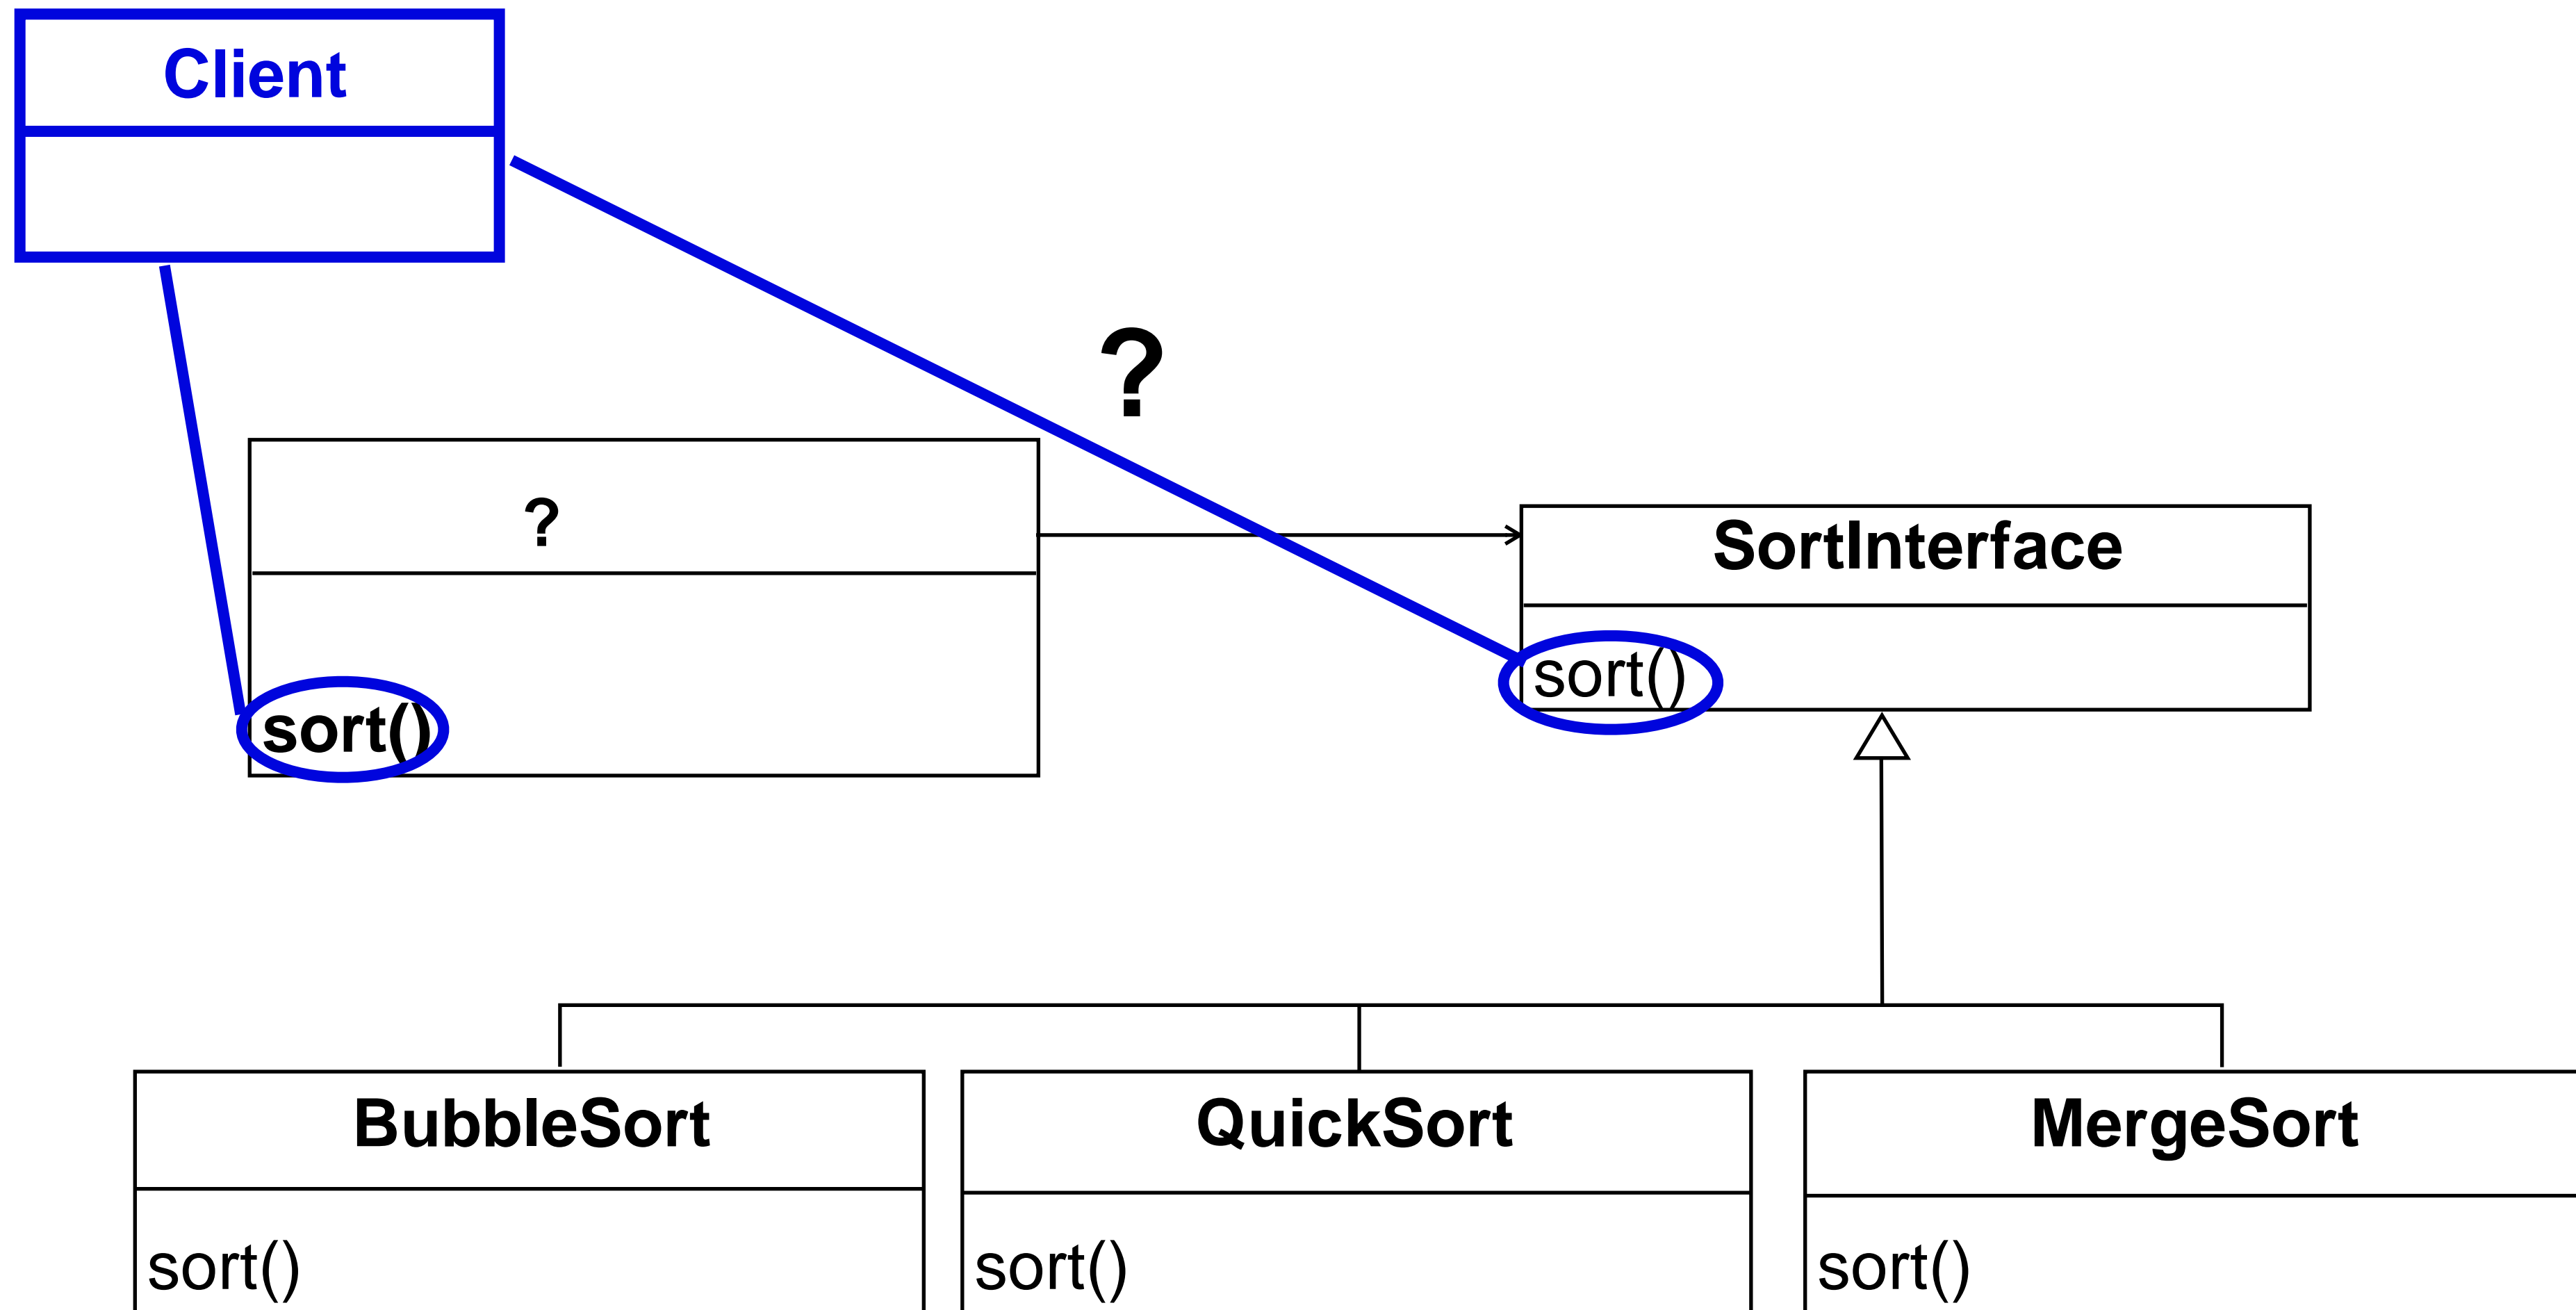 Client
?
?
SortInterface
sort()
sort()
BubbleSort
QuickSort
MergeSort
sort()
sort()
sort()